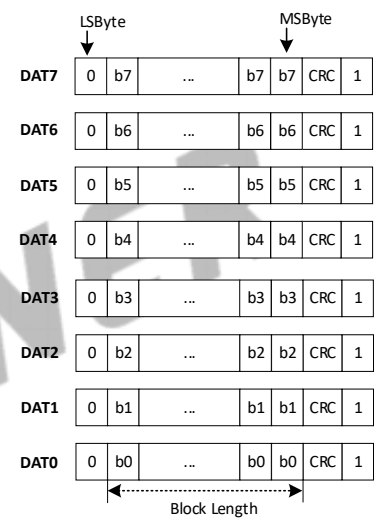 LSByte MSByte
DAT7 0 b7 ... b7 b7 CRC 1
DAT6 0 b6 ... b6 b6 CRC 1
DAT5 0 b5 ... b5 b5 CRC 1
DAT4 0 b4 ... b4 b4 CRC 1
DAT3 0 b3 ... b3 b3 CRC 1
DAT2 0 b2 ... b2 b2 CRC 1
DAT1 0 b1 ... b1 b1 CRC 1
DAT0 0 b0 ... b0 b0 CRC 1
Block Length